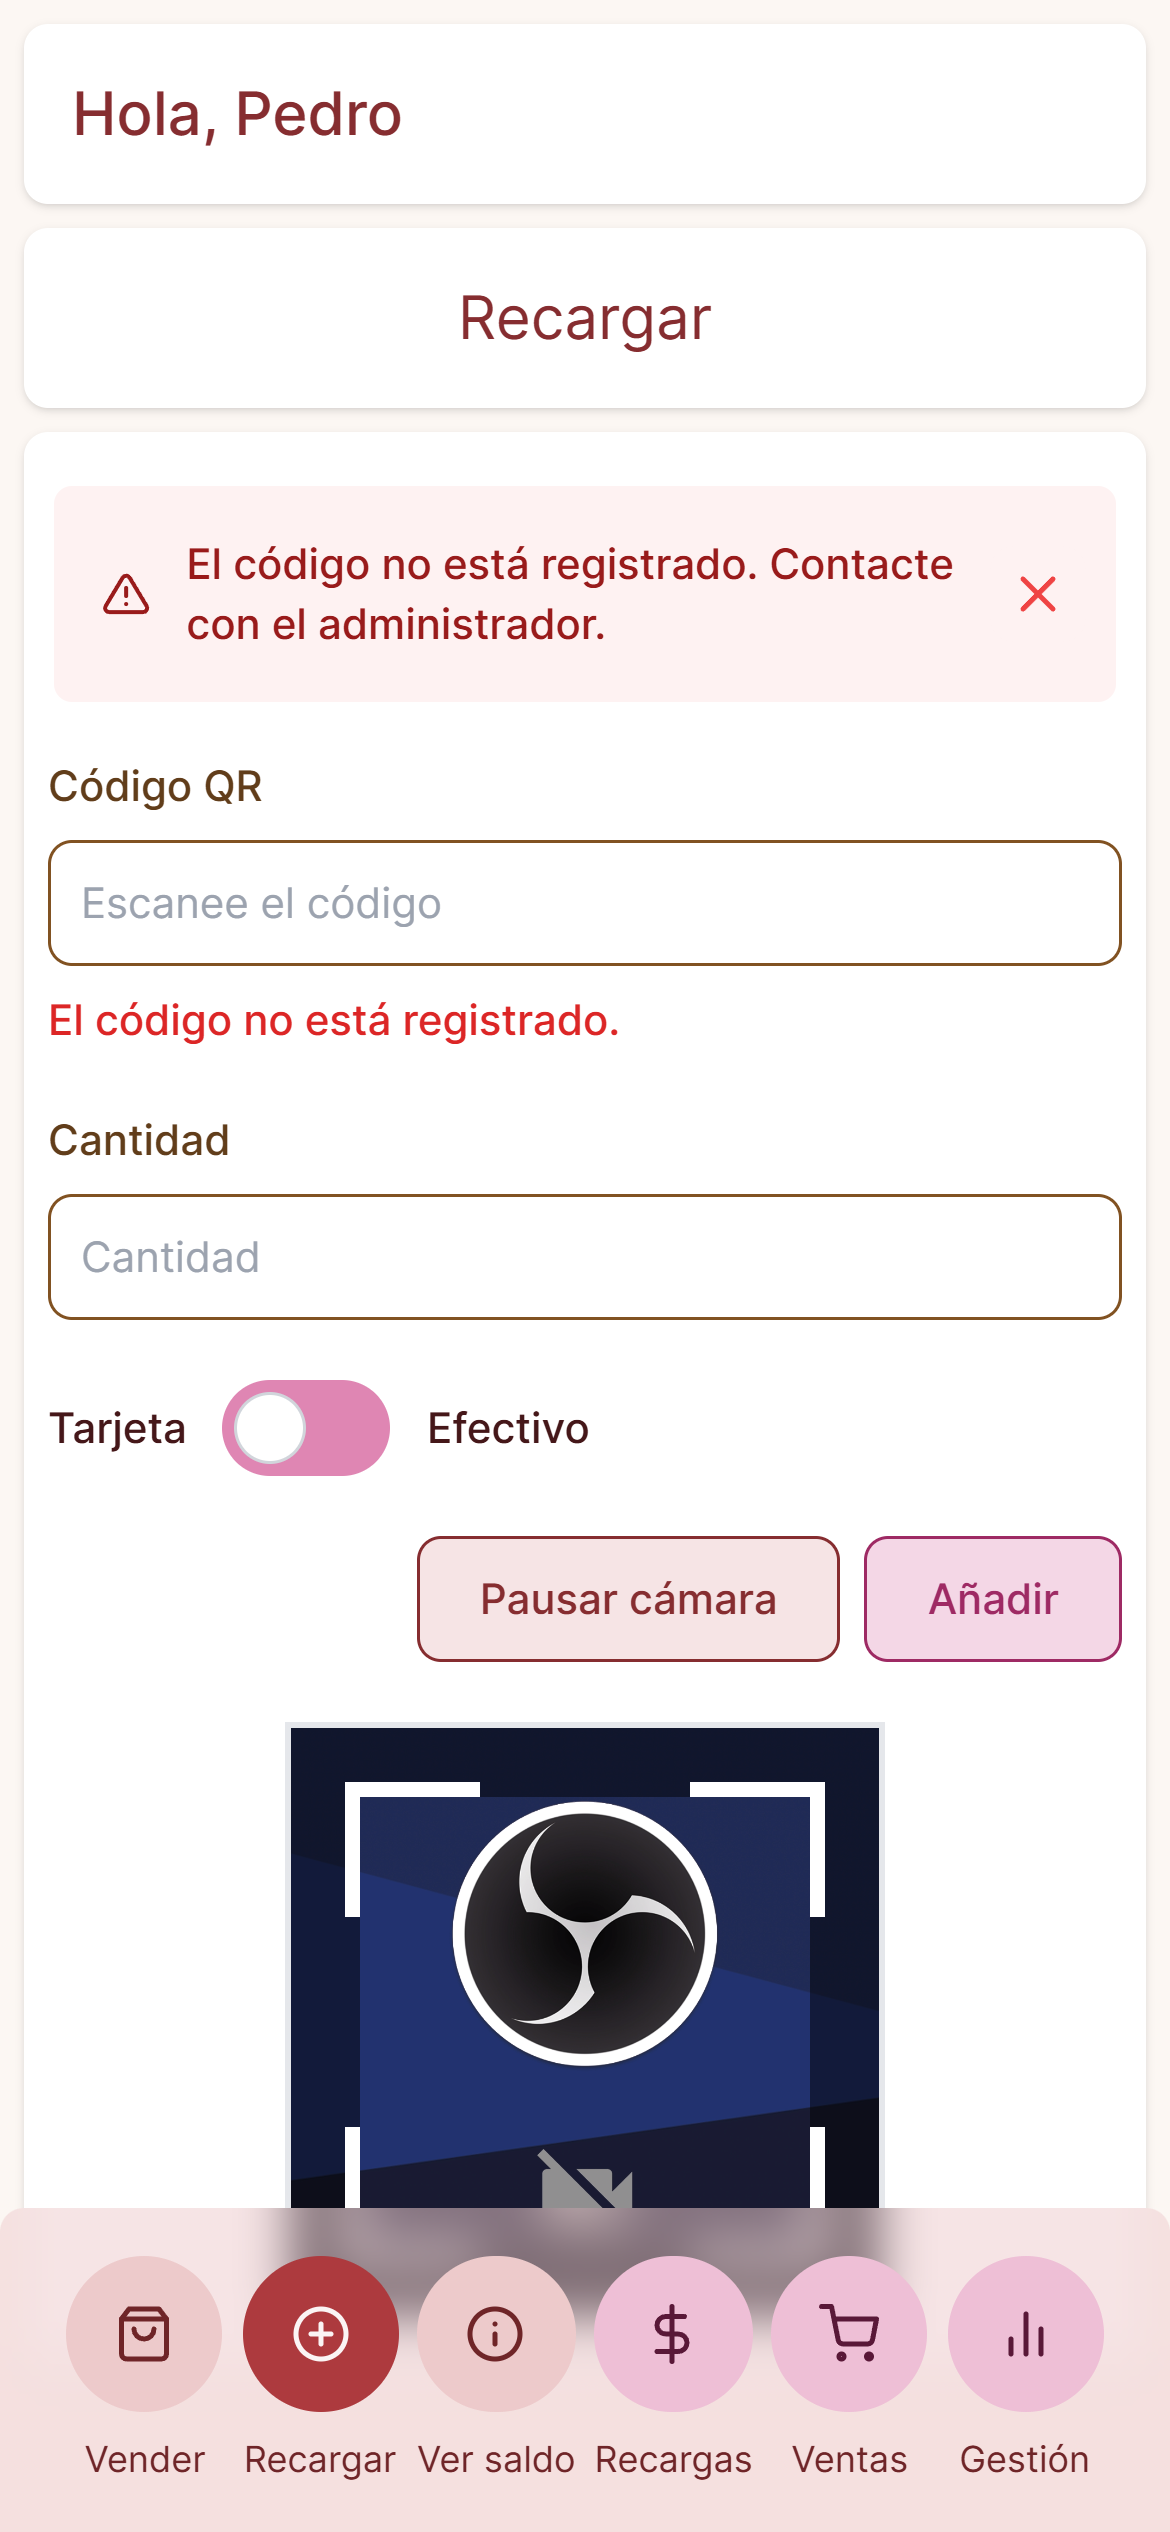 Hola, Pedro
Recargar
El código no está registrado. Contacte
con el administrador.
Código QR
Escanee el código
El código no está registrado.
Cantidad
Cantidad
Tarjeta Efectivo
Pausar cámara Añadir
Vender Recargar Ver saldo Recargas Ventas Gestión